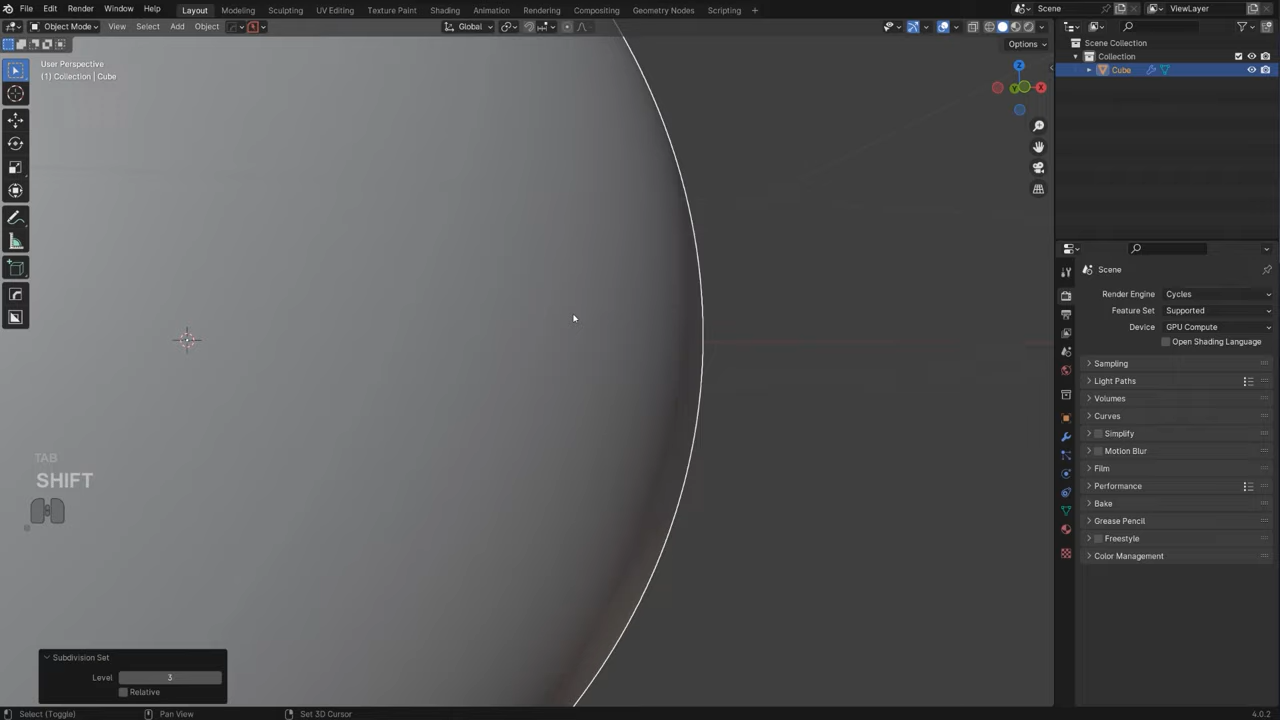 File Edit Render Window Help
Layout Modeling Sculpting UV Editing Texture Paint Shading Animation Rendering Compositing Geometry Nodes Scripting
Scene
ViewLayer
Object Mode View Select Add Object
Global
Options
User Perspective
(1) Collection | Cube
Z
X
Y
TAB
SHIFT
Subdivision Set
Level 3
Relative
Scene Collection
Collection
Cube
Scene
Render Engine Cycles
Feature Set Supported
Device GPU Compute
Open Shading Language
Sampling
Light Paths
Volumes
Curves
Simplify
Motion Blur
Film
Performance
Bake
Grease Pencil
Freestyle
Color Management
Select (Toggle) Pan View Set 3D Cursor
4.0.2